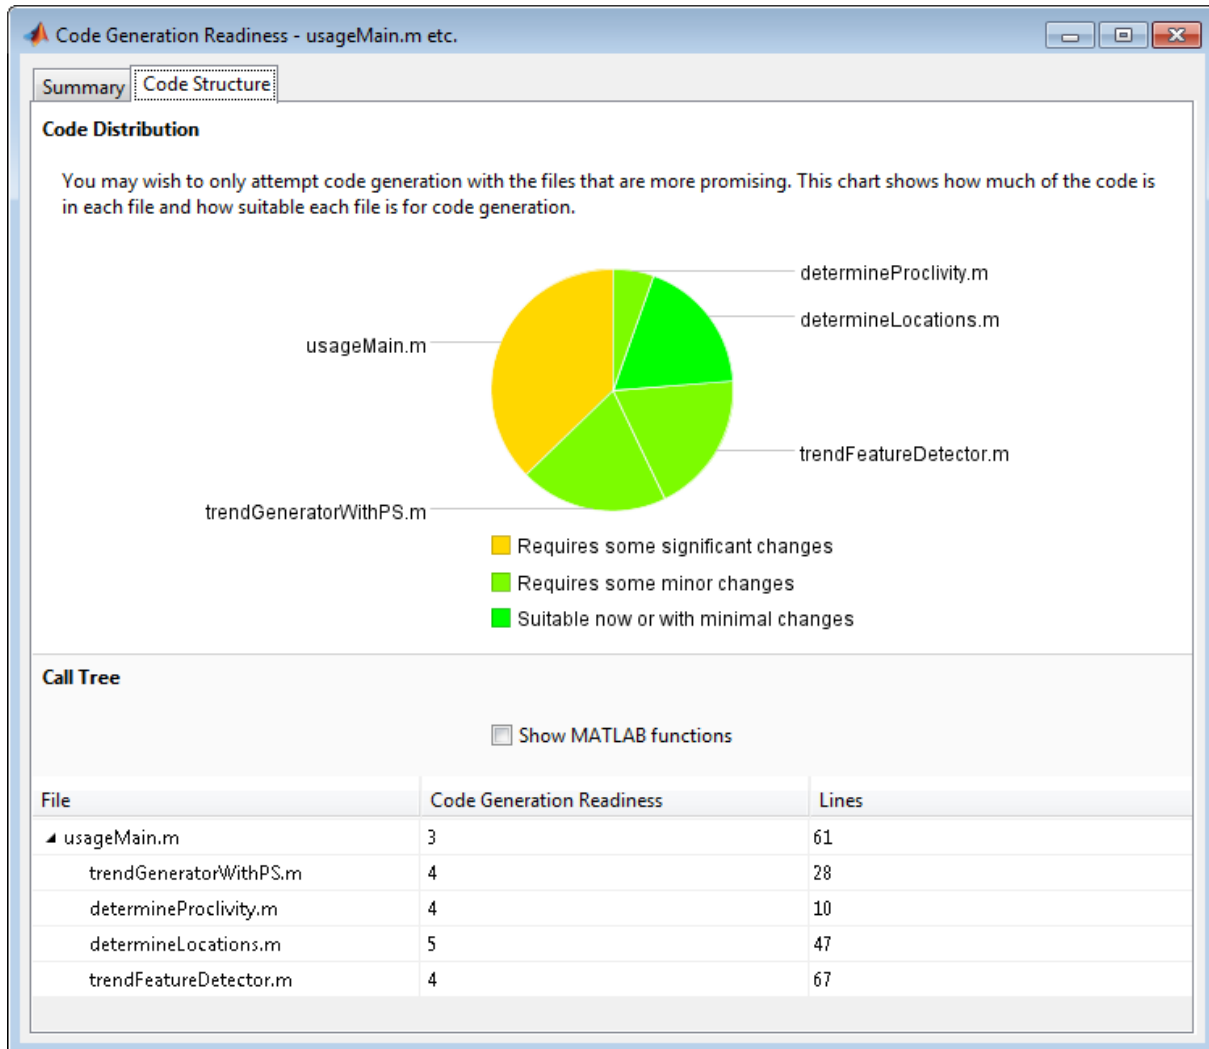 Code Generation Readiness - usageMain.m etc.
Summary
Code Structure
Code Distribution
You may wish to only attempt code generation with the files that are more promising. This chart shows how much of the code is
in each file and how suitable each file is for code generation.
determineProclivity.m
determineLocations.m
usageMain.m
trendFeatureDetector.m
trendGeneratorWithPS.m
Requires some significant changes
Requires some minor changes
Suitable now or with minimal changes
Call Tree
Show MATLAB functions
File Code Generation Readiness Lines
usageMain.m 3 61
trendGeneratorWithPS.m 4 28
determineProclivity.m 4 10
determineLocations.m 5 47
trendFeatureDetector.m 4 67